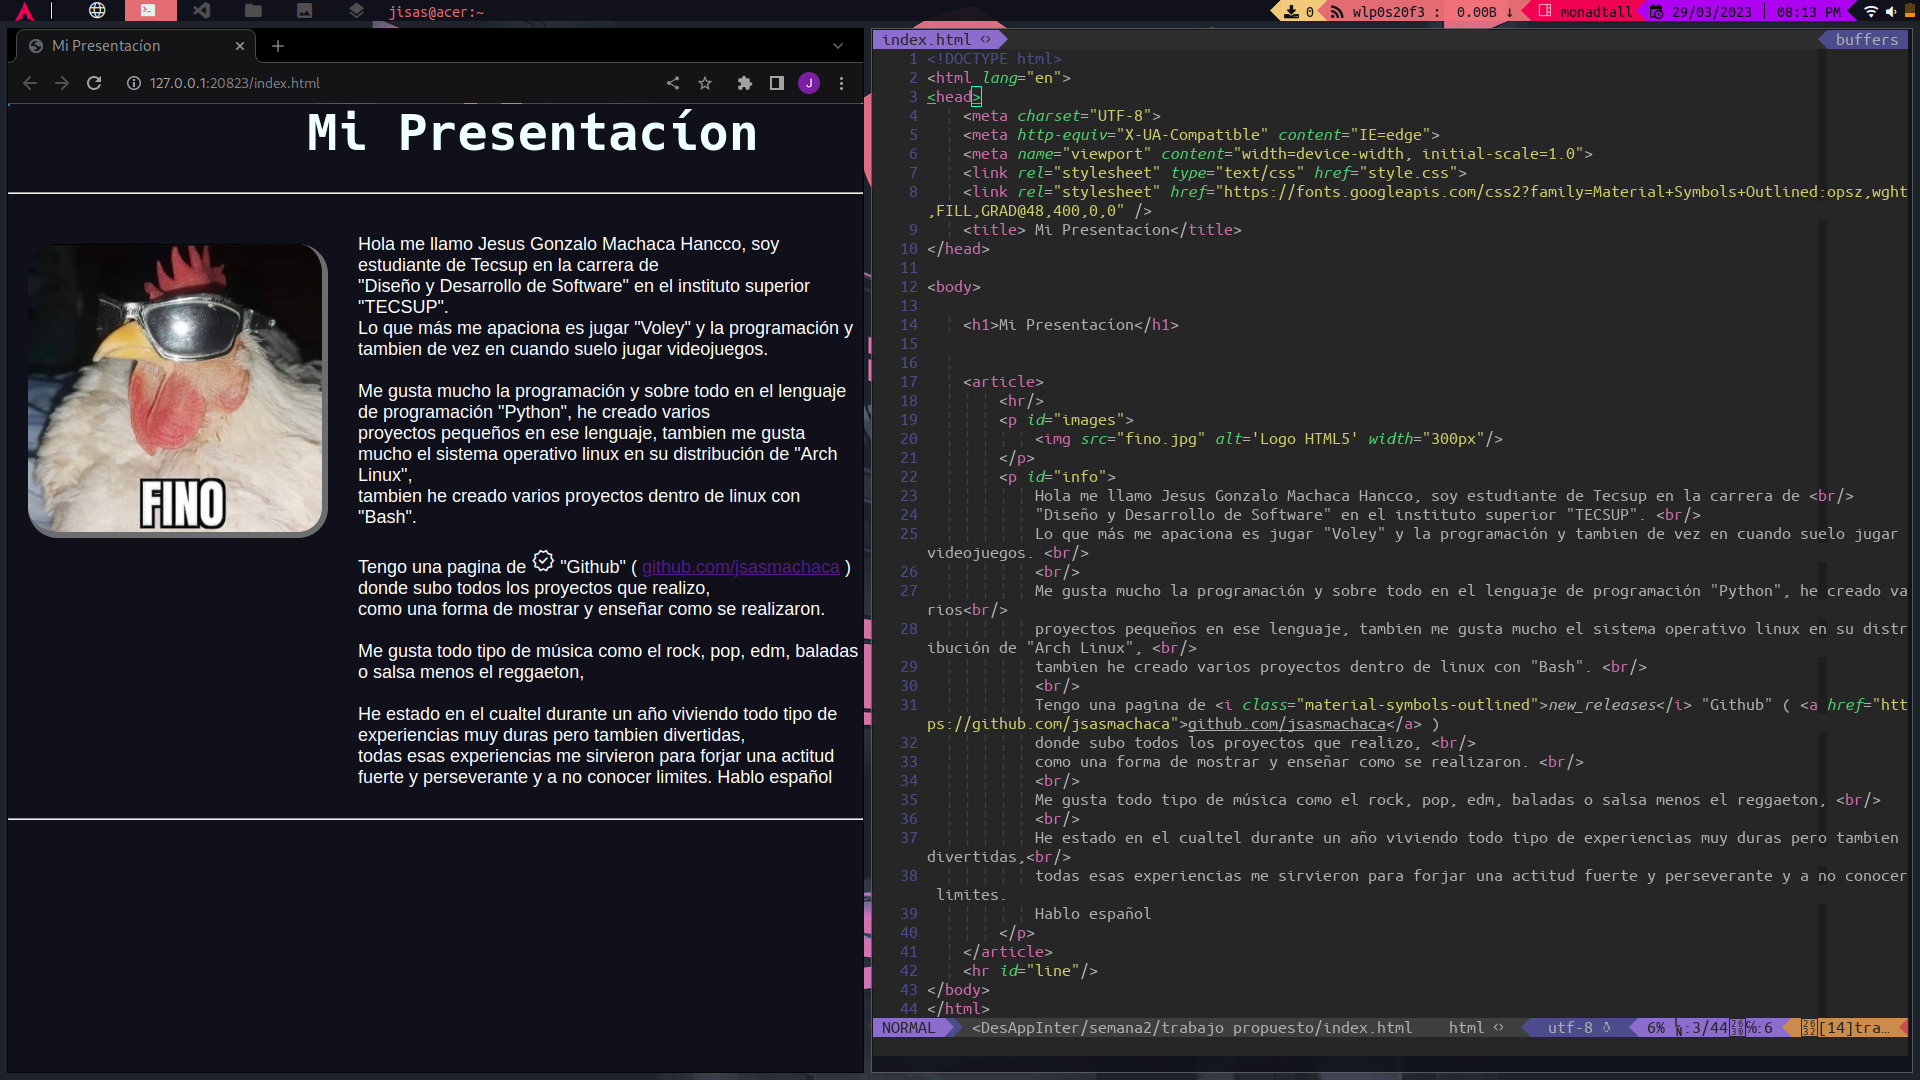 jisas@acer:~
0
wlp0s20f3 : 0.00B ↓
monadtall
29/03/2023
08:13 PM
Mi Presentacíon
127.0.0.1:20823/index.html
J
Mi Presentacíon
FINO
Hola me llamo Jesus Gonzalo Machaca Hancco, soy
estudiante de Tecsup en la carrera de
"Diseño y Desarrollo de Software" en el instituto superior
"TECSUP".
Lo que más me apaciona es jugar "Voley" y la programación y
tambien de vez en cuando suelo jugar videojuegos.
Me gusta mucho la programación y sobre todo en el lenguaje
de programación "Python", he creado varios
proyectos pequeños en ese lenguaje, tambien me gusta
mucho el sistema operativo linux en su distribución de "Arch
Linux",
tambien he creado varios proyectos dentro de linux con
"Bash".
Tengo una pagina de "Github" ( github.com/jsasmachaca )
donde subo todos los proyectos que realizo,
como una forma de mostrar y enseñar como se realizaron.
Me gusta todo tipo de música como el rock, pop, edm, baladas
o salsa menos el reggaeton,
He estado en el cualtel durante un año viviendo todo tipo de
experiencias muy duras pero tambien divertidas,
todas esas experiencias me sirvieron para forjar una actitud
fuerte y perseverante y a no conocer limites. Hablo español
index.html <> buffers
1 <!DOCTYPE html>
2 <html lang="en">
3 <head>
4 <meta charset="UTF-8">
5 <meta http-equiv="X-UA-Compatible" content="IE=edge">
6 <meta name="viewport" content="width=device-width, initial-scale=1.0">
7 <link rel="stylesheet" type="text/css" href="style.css">
8 <link rel="stylesheet" href="https://fonts.googleapis.com/css2?family=Material+Symbols+Outlined:opsz,wght
,FILL,GRAD@48,400,0,0" />
9 <title> Mi Presentacíon</title>
10 </head>
11
12 <body>
13
14 <h1>Mi Presentacíon</h1>
15
16
17 <article>
18 <hr/>
19 <p id="images">
20 <img src="fino.jpg" alt='Logo HTML5' width="300px"/>
21 </p>
22 <p id="info">
23 Hola me llamo Jesus Gonzalo Machaca Hancco, soy estudiante de Tecsup en la carrera de <br/>
24 "Diseño y Desarrollo de Software" en el instituto superior "TECSUP". <br/>
25 Lo que más me apaciona es jugar "Voley" y la programación y tambien de vez en cuando suelo jugar
videojuegos. <br/>
26 <br/>
27 Me gusta mucho la programación y sobre todo en el lenguaje de programación "Python", he creado va
rios<br/>
28 proyectos pequeños en ese lenguaje, tambien me gusta mucho el sistema operativo linux en su distr
ibución de "Arch Linux", <br/>
29 tambien he creado varios proyectos dentro de linux con "Bash". <br/>
30 <br/>
31 Tengo una pagina de <i class="material-symbols-outlined">new_releases</i> "Github" ( <a href="htt
ps://github.com/jsasmachaca">github.com/jsasmachaca</a> )
32 donde subo todos los proyectos que realizo, <br/>
33 como una forma de mostrar y enseñar como se realizaron. <br/>
34 <br/>
35 Me gusta todo tipo de música como el rock, pop, edm, baladas o salsa menos el reggaeton, <br/>
36 <br/>
37 He estado en el cualtel durante un año viviendo todo tipo de experiencias muy duras pero tambien
divertidas,<br/>
38 todas esas experiencias me sirvieron para forjar una actitud fuerte y perseverante y a no conocer
limites.
39 Hablo español
40 </p>
41 </article>
42 <hr id="line"/>
43 </body>
44 </html>
NORMAL <DesAppInter/semana2/trabajo propuesto/index.html html <> utf-8 6% :3/44 %:6 [14]tra…